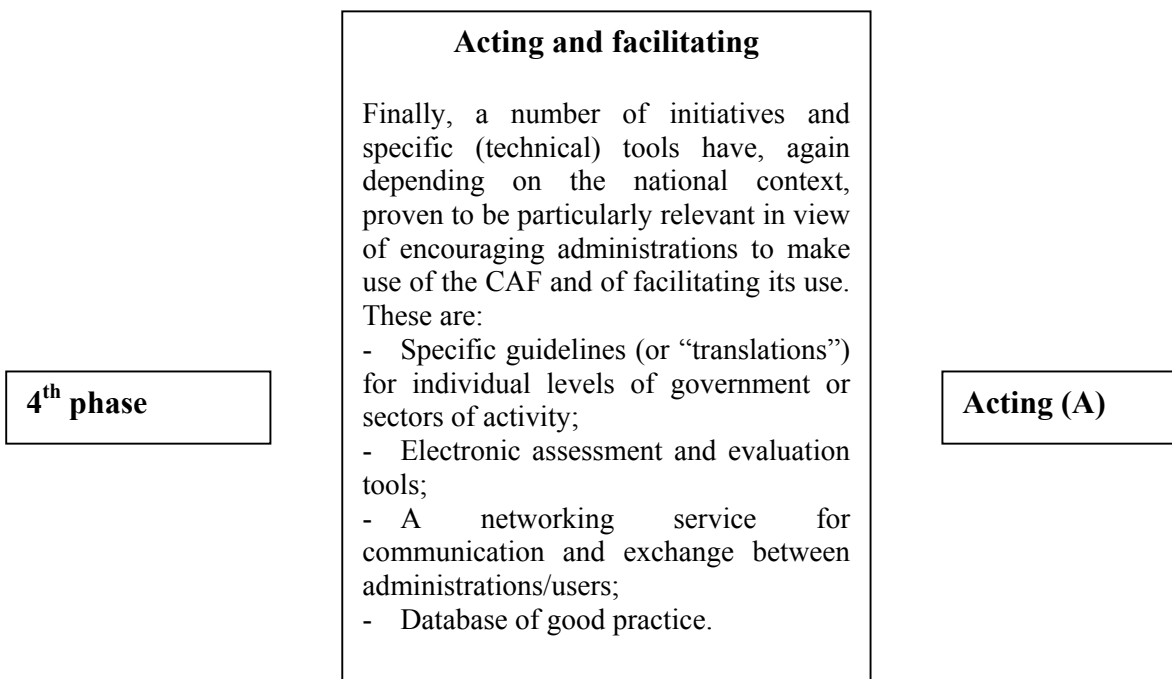 Acting and facilitating
Finally, a number of initiatives and
specific (technical) tools have, again
depending on the national context,
proven to be particularly relevant in view
of encouraging administrations to make
use of the CAF and of facilitating its use.
These are:
- Specific guidelines (or “translations”)
for individual levels of government or
sectors of activity;
- Electronic assessment and evaluation
tools;
- A networking service for
communication and exchange between
administrations/users;
- Database of good practice.
4th phase
Acting (A)